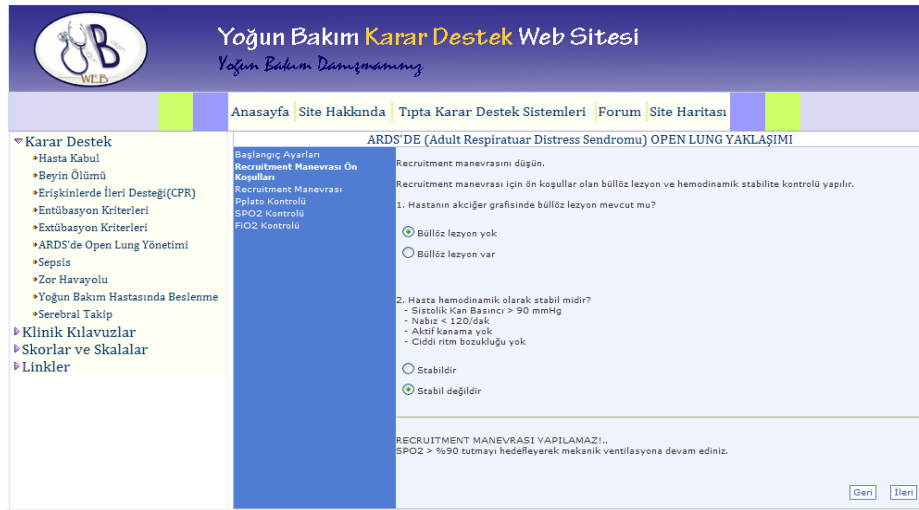 YB
WEB
Yoğun Bakım Karar Destek Web Sitesi
Yoğun Bakım Danışmanınız
Anasayfa Site Hakkında Tıpta Karar Destek Sistemleri Forum Site Haritası
Karar Destek
Hasta Kabul
Beyin Ölümü
Erişkinlerde İleri Desteği(CPR)
Entübasyon Kriterleri
Extübasyon Kriterleri
ARDS'de Open Lung Yönetimi
Sepsis
Zor Havayolu
Yoğun Bakım Hastasında Beslenme
Serebral Takip
Klinik Kılavuzlar
Skorlar ve Skalalar
Linkler
ARDS'DE (Adult Respiratuar Distress Sendromu) OPEN LUNG YAKLAŞIMI
Başlangıç Ayarları
Recruitment Manevrası Ön
Koşulları
Recruitment Manevrası
Pplato Kontrolü
SPO2 Kontrolü
FiO2 Kontrolü
Recruitment manevrasını düşün.
Recruitment manevrası için ön koşullar olan büllöz lezyon ve hemodinamik stabilite kontrolü yapılır.
1. Hastanın akciğer grafisinde büllöz lezyon mevcut mu?
Büllöz lezyon yok
Büllöz lezyon var
2. Hasta hemodinamik olarak stabil midir?
- Sistolik Kan Basıncı > 90 mmHg
- Nabız < 120/dak
- Aktif kanama yok
- Ciddi ritm bozukluğu yok
Stabildir
Stabil değildir
RECRUITMENT MANEVRASI YAPILAMAZ!..
SPO2 > %90 tutmayı hedefleyerek mekanik ventilasyona devam ediniz.
Geri İleri